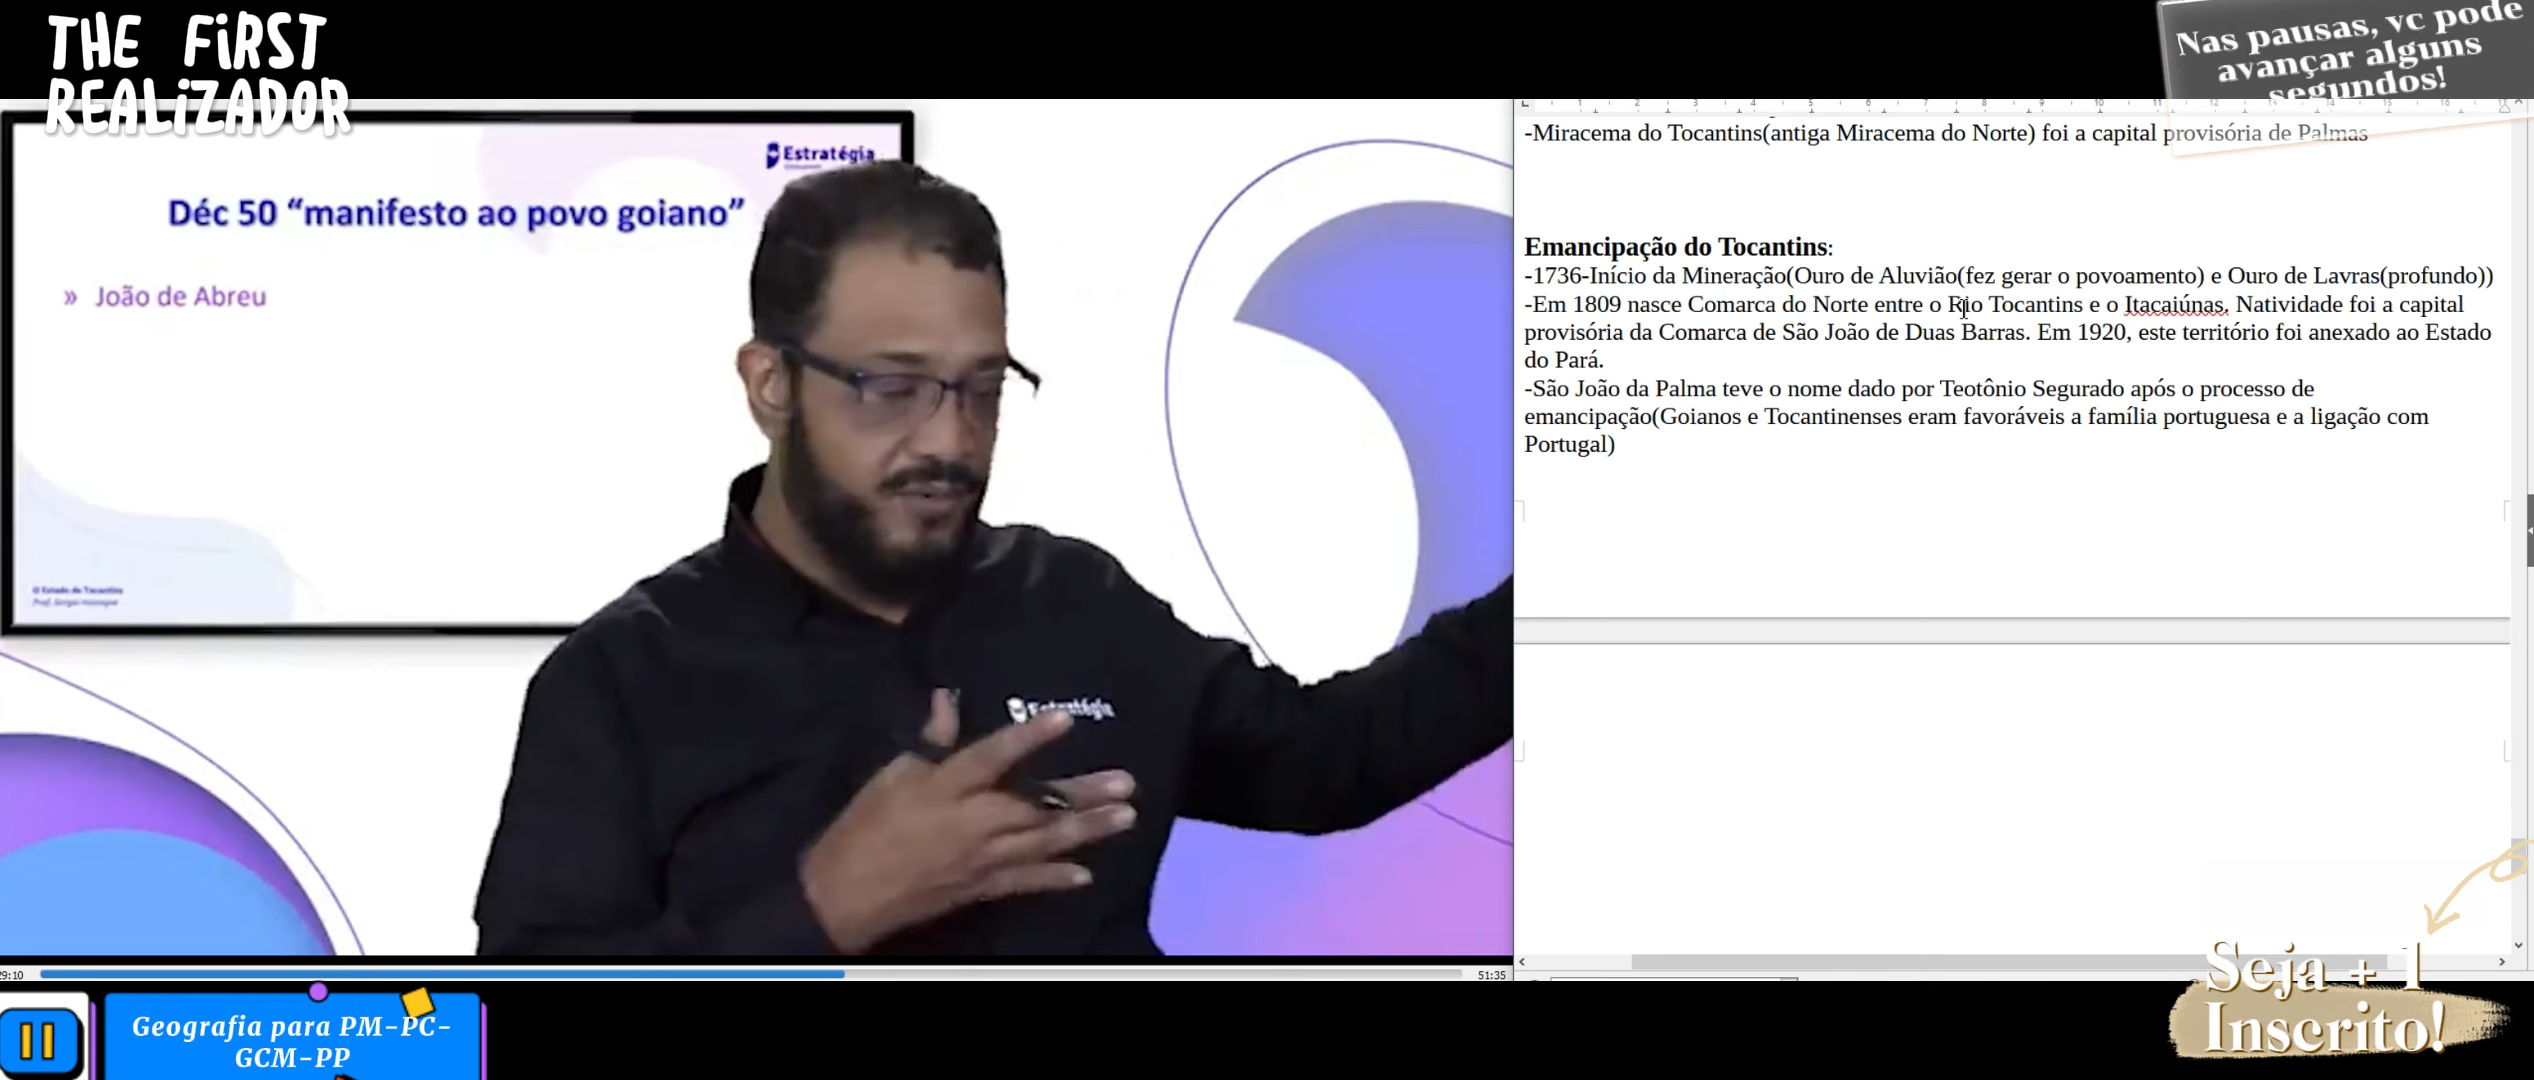 THE FiRST
REALiZADOR
Nas pausas, vc pode
avançar alguns
segundos!
Estratégia
Déc 50 “manifesto ao povo goiano”
» João de Abreu
O Estado do Tocantins
Estratégia
-Miracema do Tocantins(antiga Miracema do Norte) foi a capital provisória de Palmas
Emancipação do Tocantins:
-1736-Início da Mineração(Ouro de Aluvião(fez gerar o povoamento) e Ouro de Lavras(profundo))
-Em 1809 nasce Comarca do Norte entre o Rio Tocantins e o Itacaiúnas. Natividade foi a capital
provisória da Comarca de São João de Duas Barras. Em 1920, este território foi anexado ao Estado
do Pará.
-São João da Palma teve o nome dado por Teotônio Segurado após o processo de
emancipação(Goianos e Tocantinenses eram favoráveis a família portuguesa e a ligação com
Portugal)
29:10
51:35
Geografia para PM-PC-
GCM-PP
Seja + 1
Inscrito!